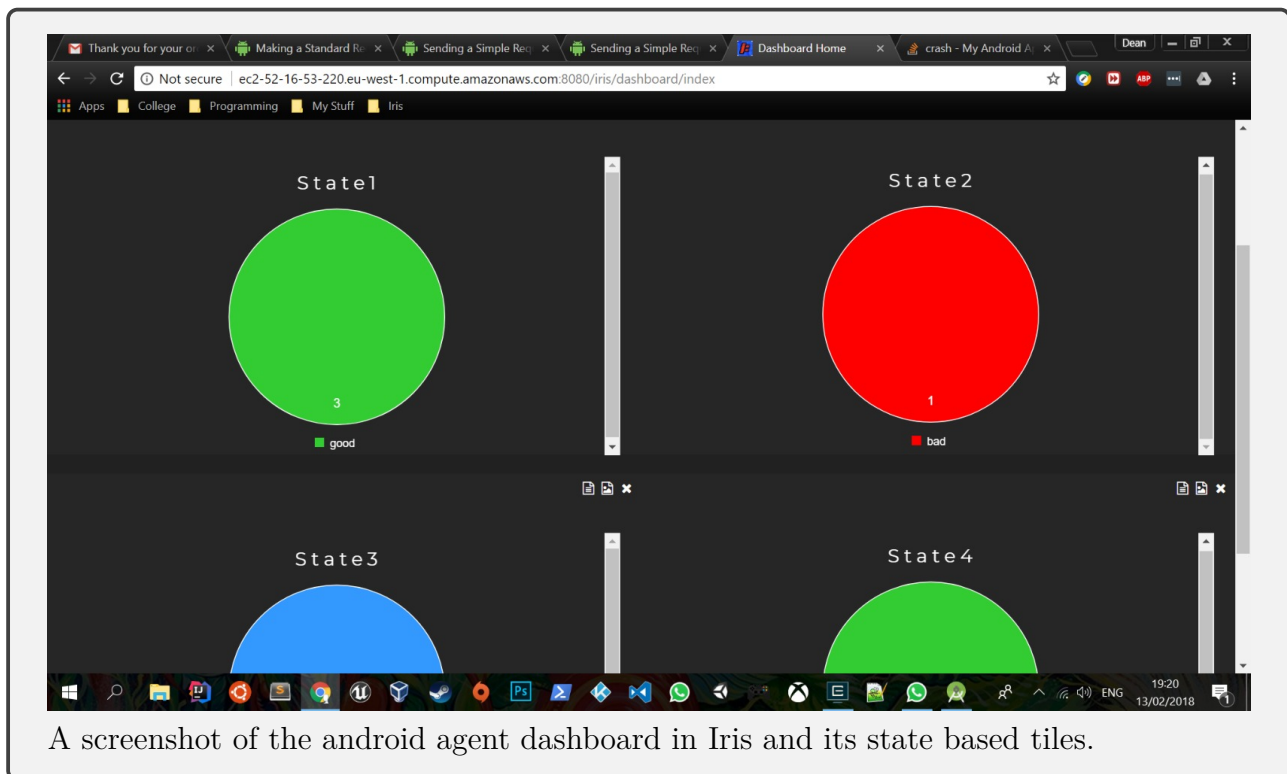 Thank you for your or
Making a Standard Re
Sending a Simple Req
Sending a Simple Req
Dashboard Home
crash - My Android A
Dean
Not secure ec2-52-16-53-220.eu-west-1.compute.amazonaws.com:8080/iris/dashboard/index
ABP
Apps College Programming My Stuff Iris
State1 State2
3 1
good bad
State3 State4
Ps
ENG
19:20
13/02/2018
1
A screenshot of the android agent dashboard in Iris and its state based tiles.